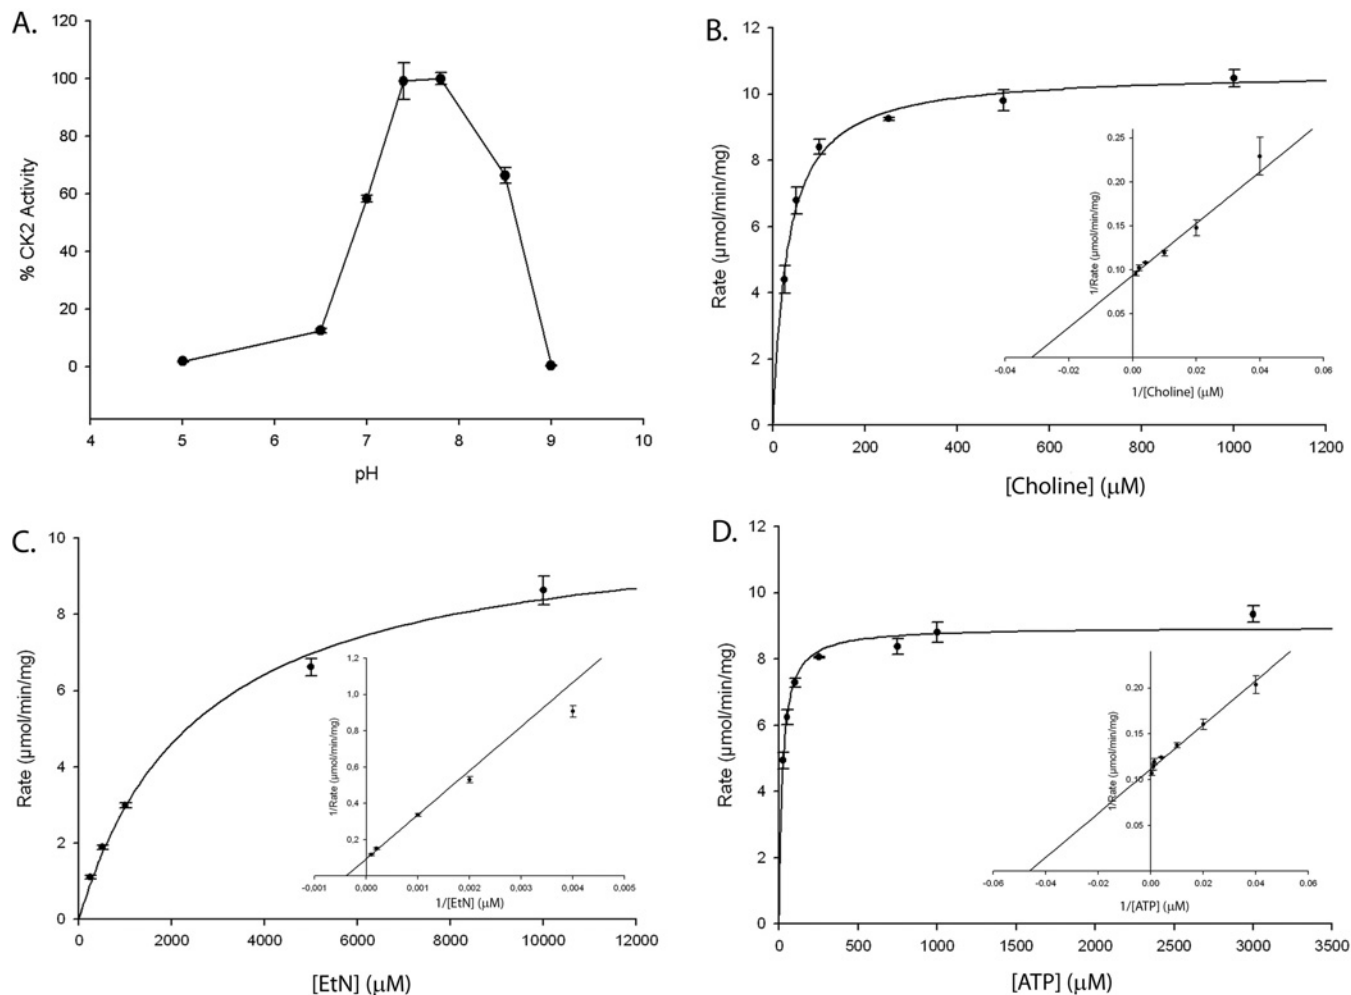 A.
120
100
80
60
40
20
0
% CK2 Activity
4 5 6 7 8 9 10
pH
B.
12
10
8
6
4
2
0
Rate (µmol/min/mg)
0 200 400 600 800 1000 1200
[Choline] (µM)
0.25
0.20
0.15
0.10
0.05
1/Rate (µmol/min/mg)
-0.04 -0.02 0.00 0.02 0.04 0.06
1/[Choline] (µM)
C.
10
8
6
4
2
0
Rate (µmol/min/mg)
0 2000 4000 6000 8000 10000 12000
[EtN] (µM)
1,2
1,0
0,8
0,6
0,4
0,2
1/Rate (µmol/min/mg)
-0,001 0,000 0,001 0,002 0,003 0,004 0,005
1/[EtN] (µM)
D.
12
10
8
6
4
2
0
Rate (µmol/min/mg)
0 500 1000 1500 2000 2500 3000 3500
[ATP] (µM)
0.20
0.15
0.10
0.05
1/Rate (µmol/min/mg)
-0.06 -0.04 -0.02 0.00 0.02 0.04 0.06
1/[ATP] (µM)